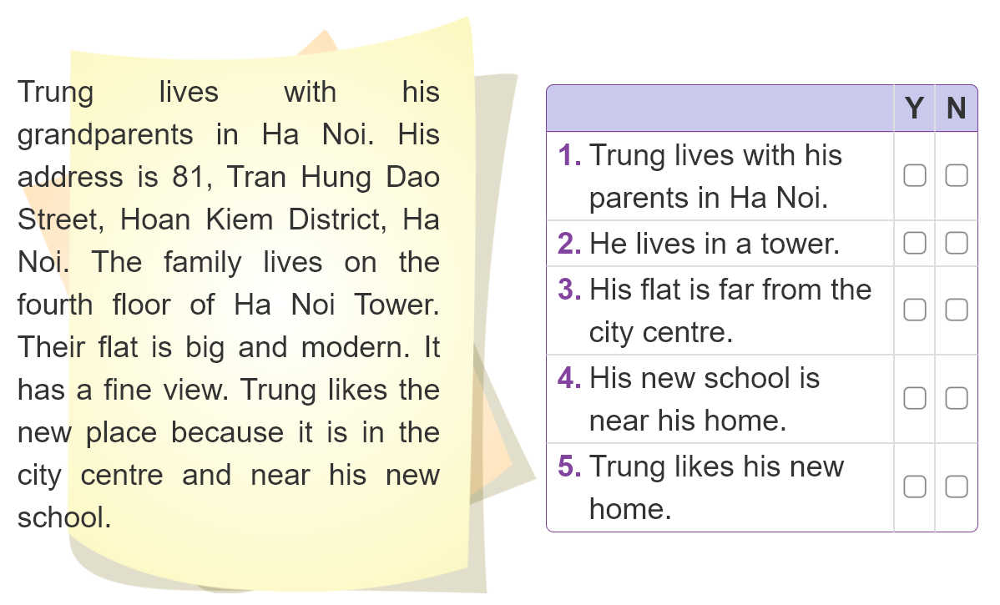 Trung lives with his
grandparents in Ha Noi. His
address is 81, Tran Hung Dao
Street, Hoan Kiem District, Ha
Noi. The family lives on the
fourth floor of Ha Noi Tower.
Their flat is big and modern. It
has a fine view. Trung likes the
new place because it is in the
city centre and near his new
school.
Y N
1. Trung lives with his
parents in Ha Noi.
2. He lives in a tower.
3. His flat is far from the
city centre.
4. His new school is
near his home.
5. Trung likes his new
home.